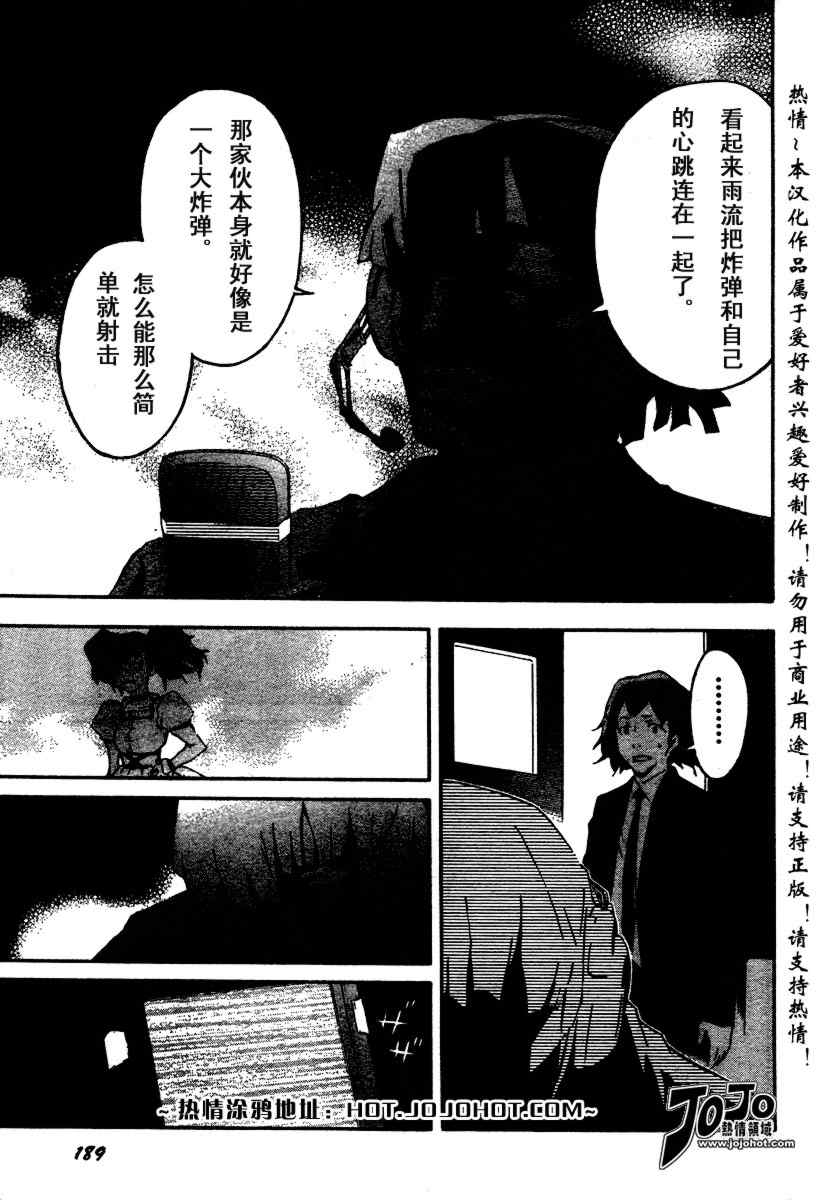 看起来雨流把炸弹和自己
的心跳连在一起了。
那家伙本身就好像是
一个大炸弹。
怎么能那么简
单就射击
………
热情~本汉化作品属于爱好者兴趣爱好制作！请勿用于商业用途！请支持正版！请支持热情！
~热情涂鸦地址：HOT.JOJOHOT.COM~
JOJO
熱情領域
www.jojohot.com
189